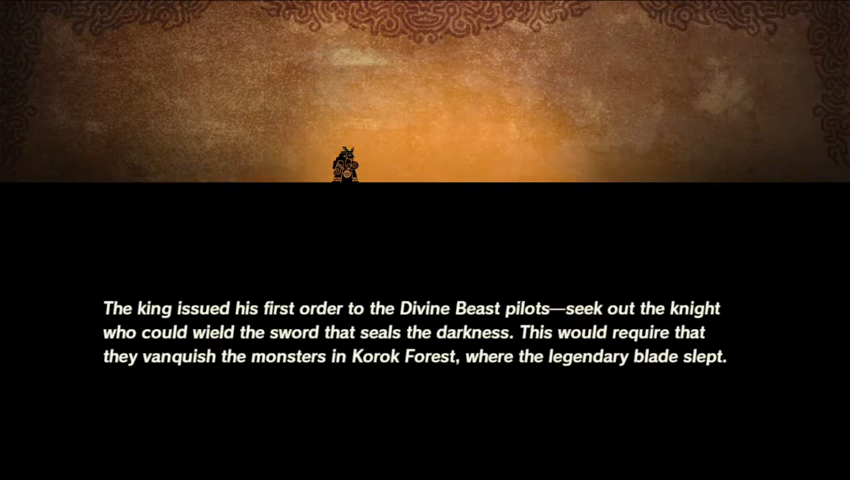 The king issued his first order to the Divine Beast pilots—seek out the knight
who could wield the sword that seals the darkness. This would require that
they vanquish the monsters in Korok Forest, where the legendary blade slept.